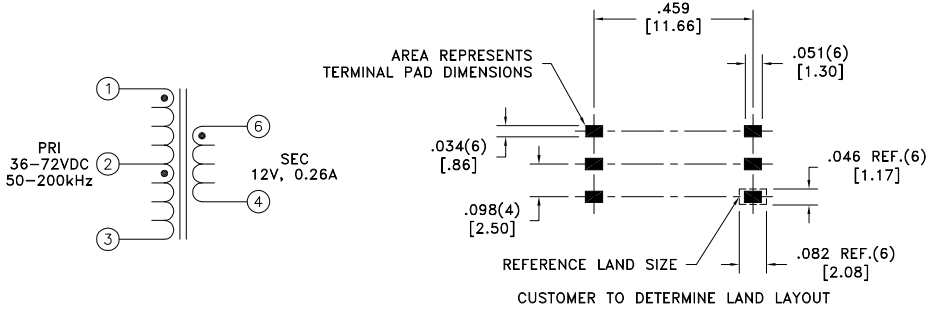 1
2
3
PRI
36-72VDC
50-200kHz
6
4
SEC
12V, 0.26A
.459
[11.66]
AREA REPRESENTS
TERMINAL PAD DIMENSIONS
.051(6)
[1.30]
.034(6)
[.86]
.046 REF.(6)
[1.17]
.098(4)
[2.50]
REFERENCE LAND SIZE
.082 REF.(6)
[2.08]
CUSTOMER TO DETERMINE LAND LAYOUT